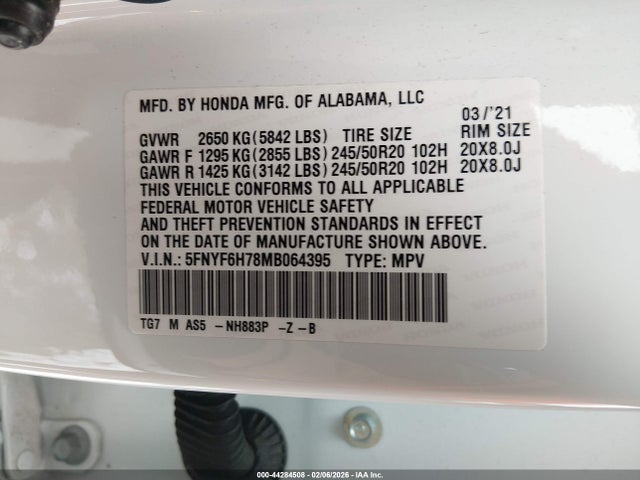 MFD. BY HONDA MFG. OF ALABAMA, LLC 03/'21
GVWR 2650 KG(5842 LBS) TIRE SIZE RIM SIZE
GAWR F 1295 KG(2855 LBS)245/50R20 102H 20X8.0J
GAWR R 1425 KG(3142 LBS)245/50R20 102H 20X8.0J
THIS VEHICLE CONFORMS TO ALL APPLICABLE
FEDERAL MOTOR VEHICLE SAFETY
AND THEFT PREVENTION STANDARDS IN EFFECT
ON THE DATE OF MANUFACTURE SHOWN ABOVE.
V.I.N.: 5FNYF6H78MB064395 TYPE: MPV
TG7 M AS5 -NH883P -Z -B
000-44284508 - 02/06/2026 - IAA Inc.